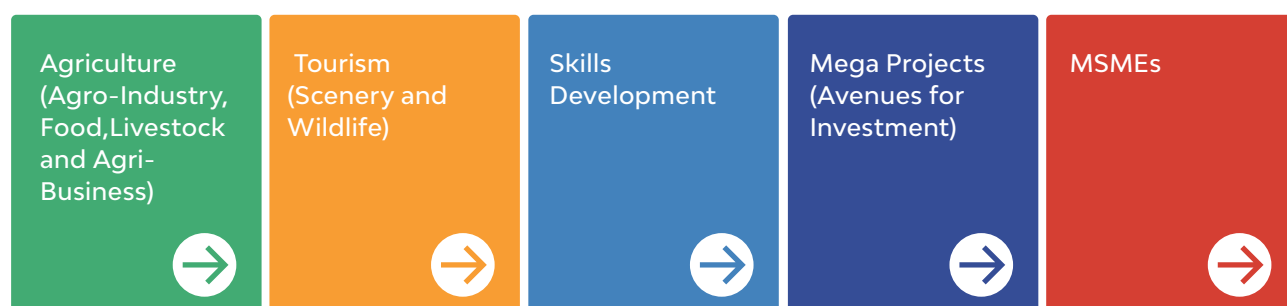 Agriculture
(Agro-Industry,
Food,Livestock
and Agri-
Business)
Tourism
(Scenery and
Wildlife)
Skills
Development
Mega Projects
(Avenues for
Investment)
MSMEs